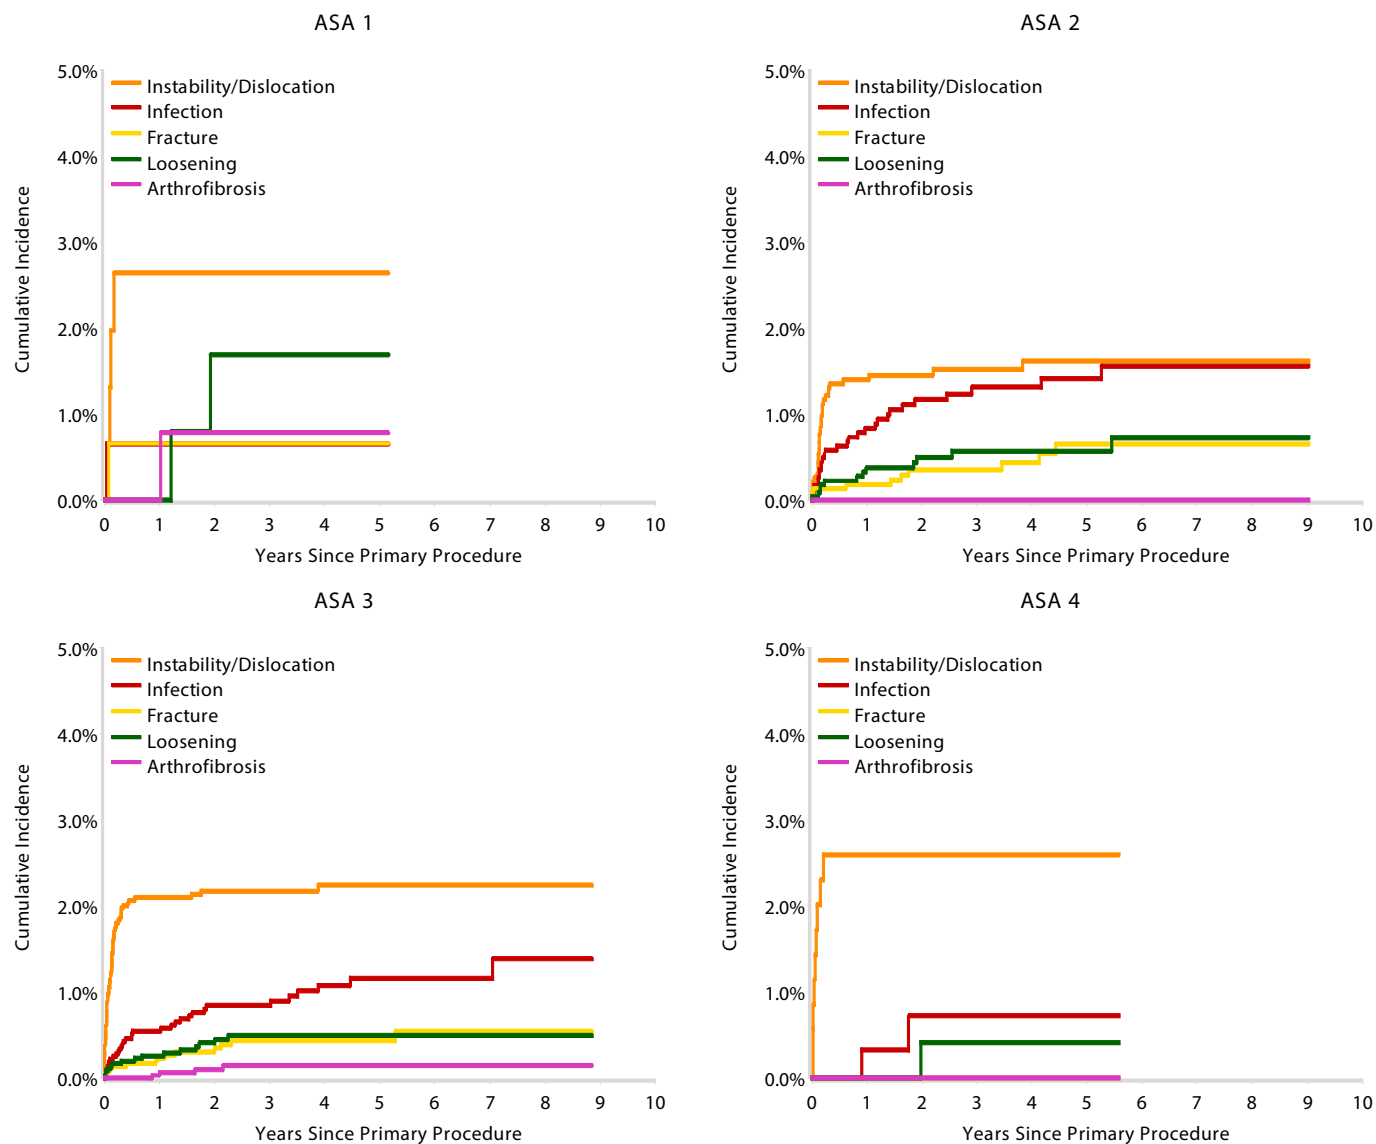 ASA 1
5.0%
4.0%
3.0%
2.0%
1.0%
0.0%
Cumulative Incidence
Instability/Dislocation
Infection
Fracture
Loosening
Arthrofibrosis
0 1 2 3 4 5 6 7 8 9 10
Years Since Primary Procedure
ASA 2
5.0%
4.0%
3.0%
2.0%
1.0%
0.0%
Cumulative Incidence
Instability/Dislocation
Infection
Fracture
Loosening
Arthrofibrosis
0 1 2 3 4 5 6 7 8 9 10
Years Since Primary Procedure
ASA 3
5.0%
4.0%
3.0%
2.0%
1.0%
0.0%
Cumulative Incidence
Instability/Dislocation
Infection
Fracture
Loosening
Arthrofibrosis
0 1 2 3 4 5 6 7 8 9 10
Years Since Primary Procedure
ASA 4
5.0%
4.0%
3.0%
2.0%
1.0%
0.0%
Cumulative Incidence
Instability/Dislocation
Infection
Fracture
Loosening
Arthrofibrosis
0 1 2 3 4 5 6 7 8 9 10
Years Since Primary Procedure